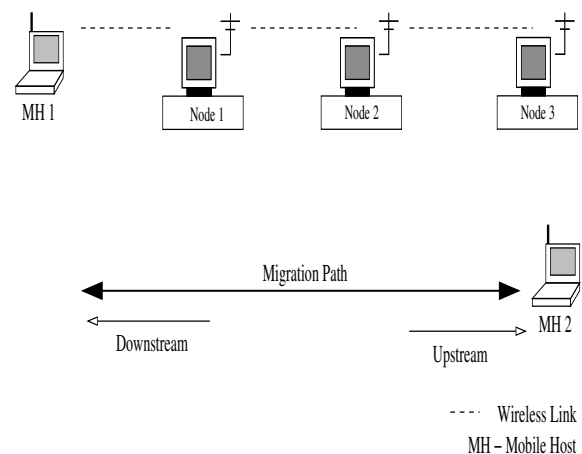 MH 1
Node 1
Node 2
Node 3
Migration Path
MH 2
Downstream
Upstream
---- Wireless Link
MH – Mobile Host